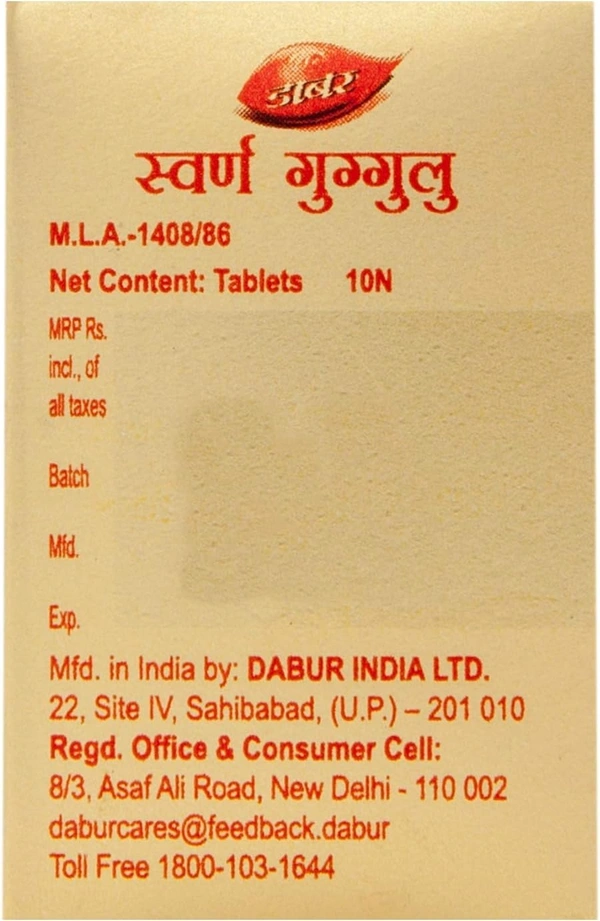 डाबर
स्वर्ण गुग्गुलु
M.L.A.-1408/86
Net Content: Tablets 10N
MRP Rs.
incl., of
all taxes
Batch
Mfd.
Exp.
Mfd. in India by: DABUR INDIA LTD.
22, Site IV, Sahibabad, (U.P.) – 201 010
Regd. Office & Consumer Cell:
8/3, Asaf Ali Road, New Delhi - 110 002
daburcares@feedback.dabur
Toll Free 1800-103-1644